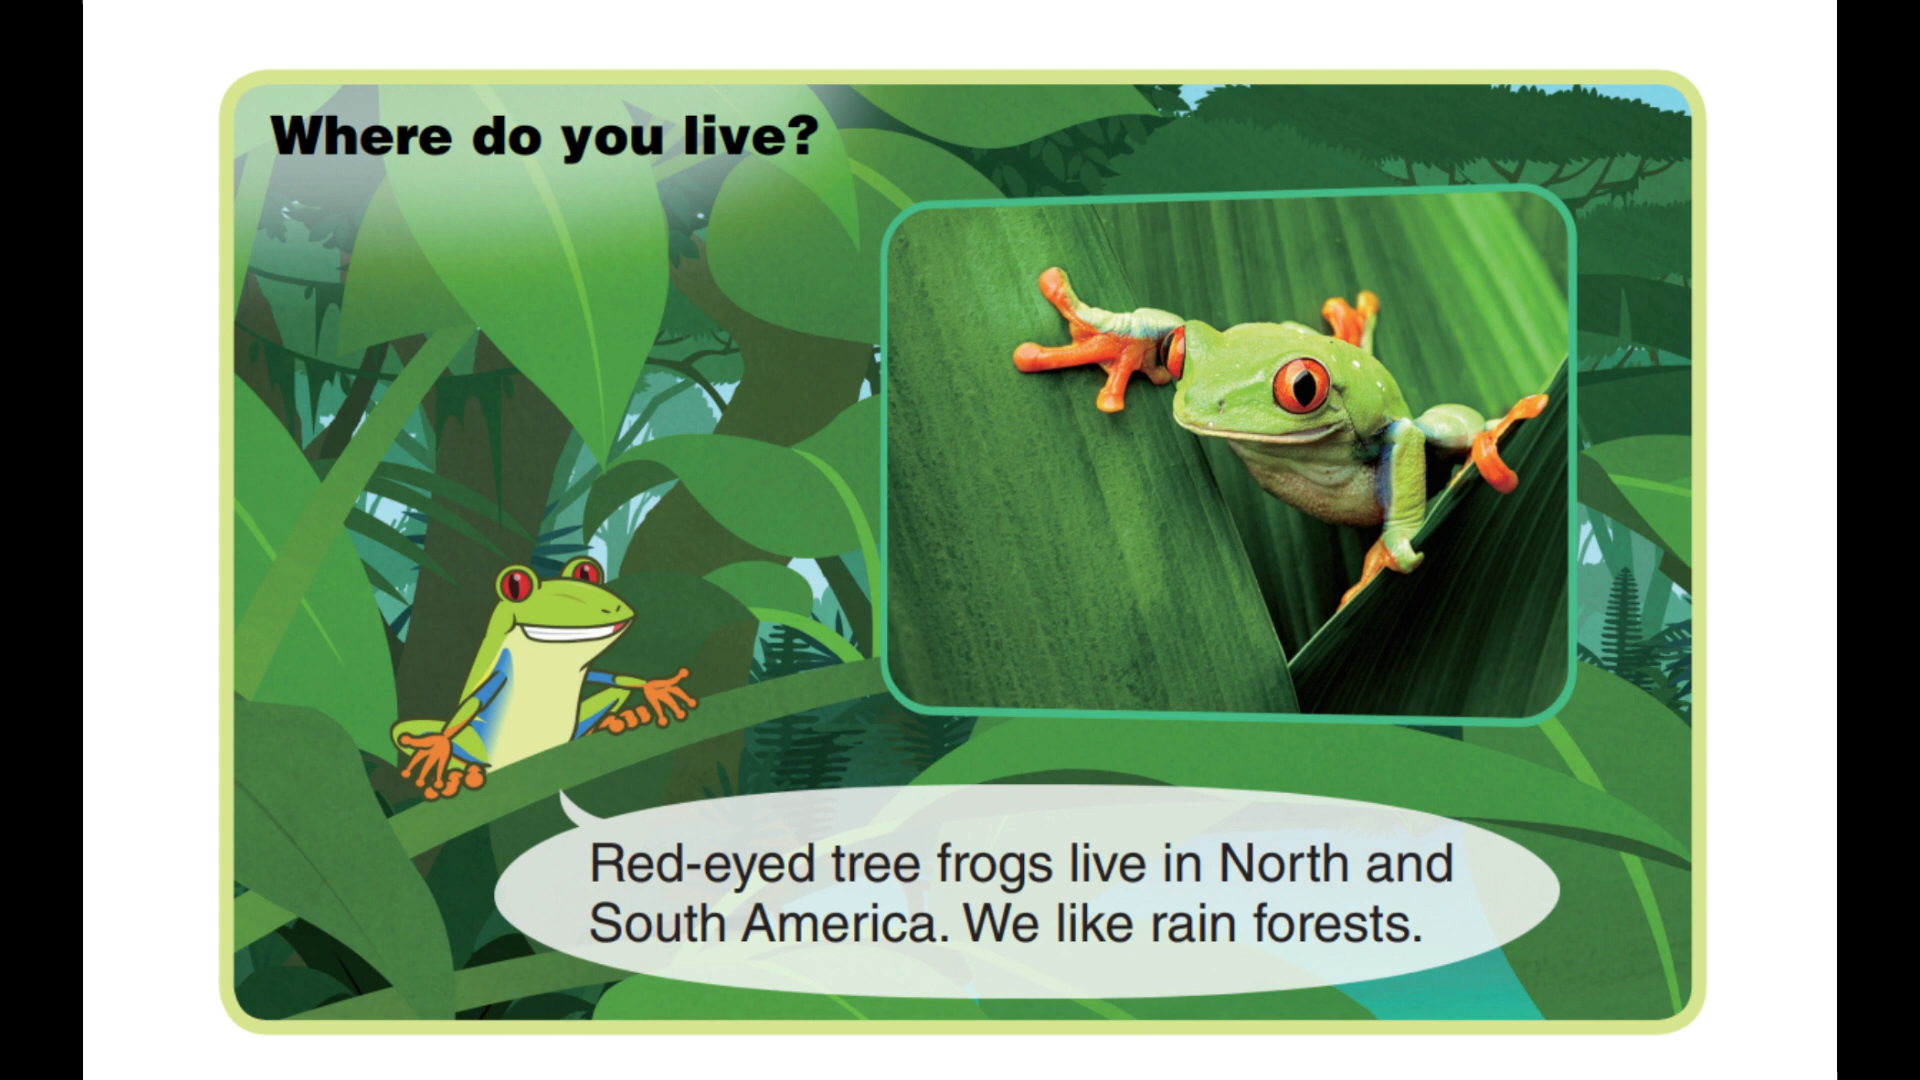 Where do you live?
Red-eyed tree frogs live in North and
South America. We like rain forests.